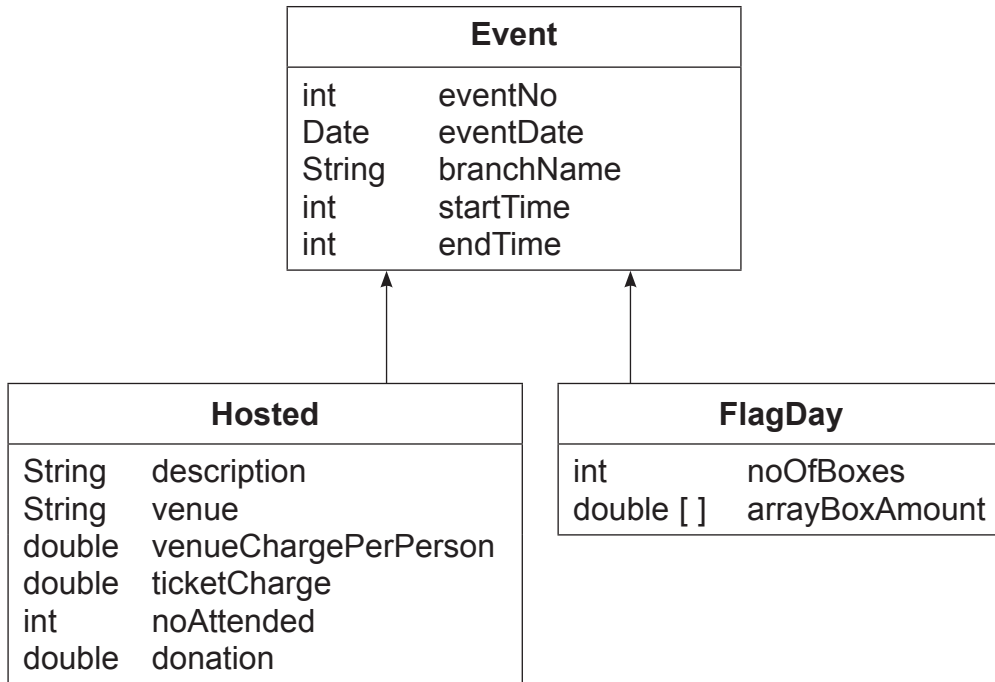 Event
int eventNo
Date eventDate
String branchName
int startTime
int endTime
Hosted
String description
String venue
double venueChargePerPerson
double ticketCharge
int noAttended
double donation
FlagDay
int noOfBoxes
double [ ] arrayBoxAmount